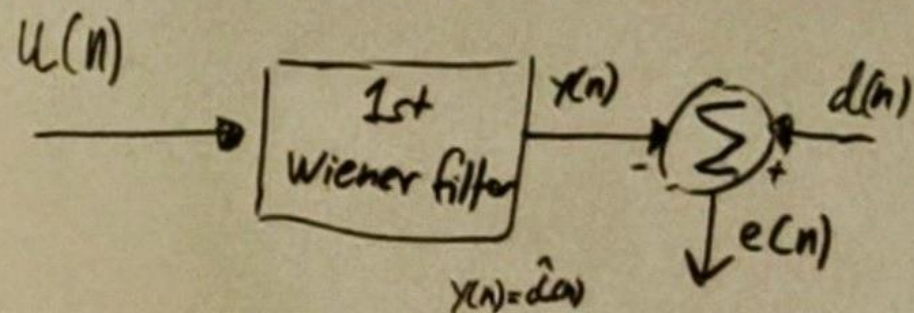 u(n)
1st
Wiener filter
y(n)
Σ
d(n)
- +
e(n)
y(n)=d̂(n)